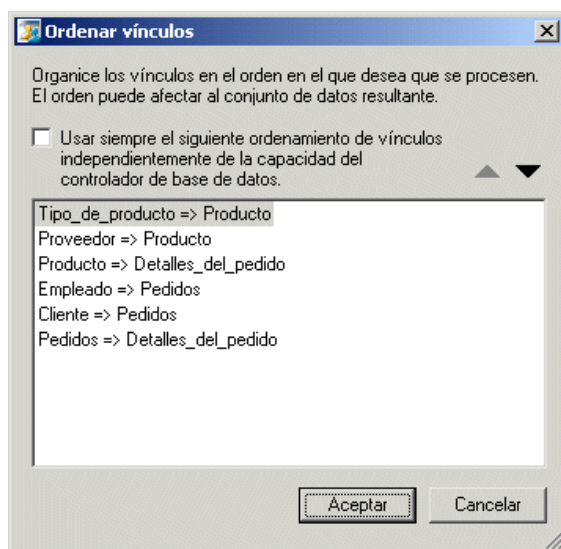 Ordenar vínculos
Organice los vínculos en el orden en el que desea que se procesen.
El orden puede afectar al conjunto de datos resultante.
Usar siempre el siguiente ordenamiento de vínculos
independientemente de la capacidad del
controlador de base de datos.
Tipo_de_producto => Producto
Proveedor => Producto
Producto => Detalles_del_pedido
Empleado => Pedidos
Cliente => Pedidos
Pedidos => Detalles_del_pedido
Aceptar
Cancelar